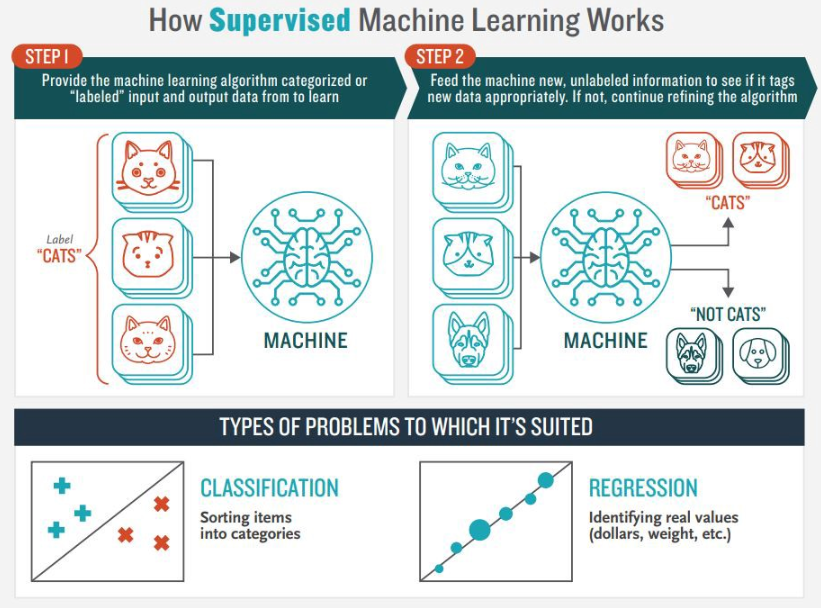 How Supervised Machine Learning Works
STEP 1
Provide the machine learning algorithm categorized or
"labeled" input and output data from to learn
STEP 2
Feed the machine new, unlabeled information to see if it tags
new data appropriately. If not, continue refining the algorithm
Label
"CATS"
MACHINE
MACHINE
"CATS"
"NOT CATS"
TYPES OF PROBLEMS TO WHICH IT'S SUITED
CLASSIFICATION
Sorting items
into categories
REGRESSION
Identifying real values
(dollars, weight, etc.)